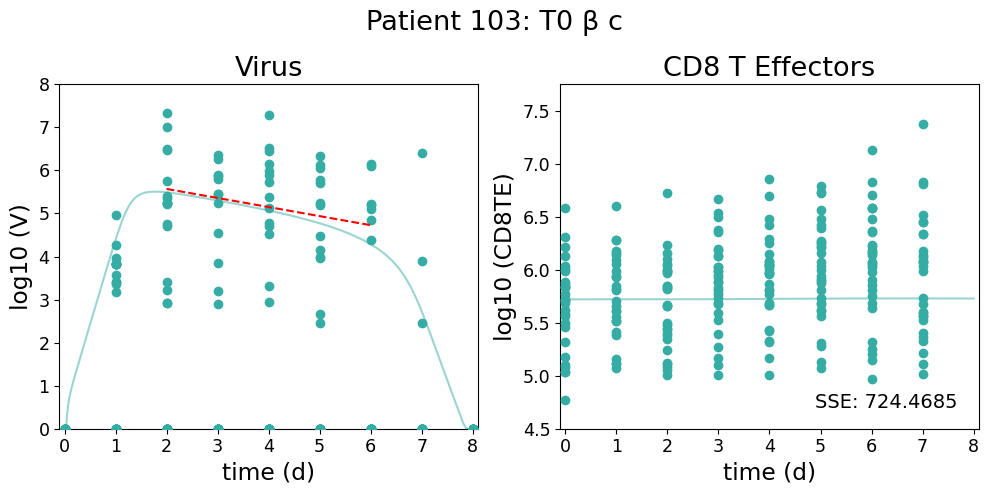 Patient 103: T0 β c
Virus
CD8 T Effectors
log10 (V)
8
7
6
5
4
3
2
1
0
0 1 2 3 4 5 6 7 8
time (d)
log10 (CD8TE)
7.5
7.0
6.5
6.0
5.5
5.0
4.5
SSE: 724.4685
0 1 2 3 4 5 6 7 8
time (d)